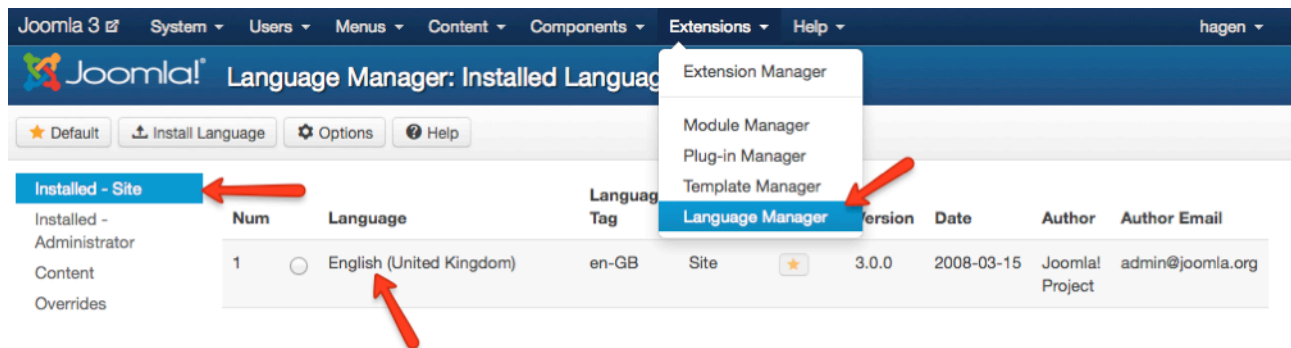 Joomla 3 System Users Menus Content Components Extensions Help hagen
Joomla!® Language Manager: Installed Languag
Extension Manager
Default Install Language Options Help
Module Manager
Plug-in Manager
Template Manager
Language Manager
Installed - Site
Installed -
Administrator
Content
Overrides
Num Language Languag
Tag Version Date Author Author Email
1 English (United Kingdom) en-GB Site 3.0.0 2008-03-15 Joomla! admin@joomla.org
Project